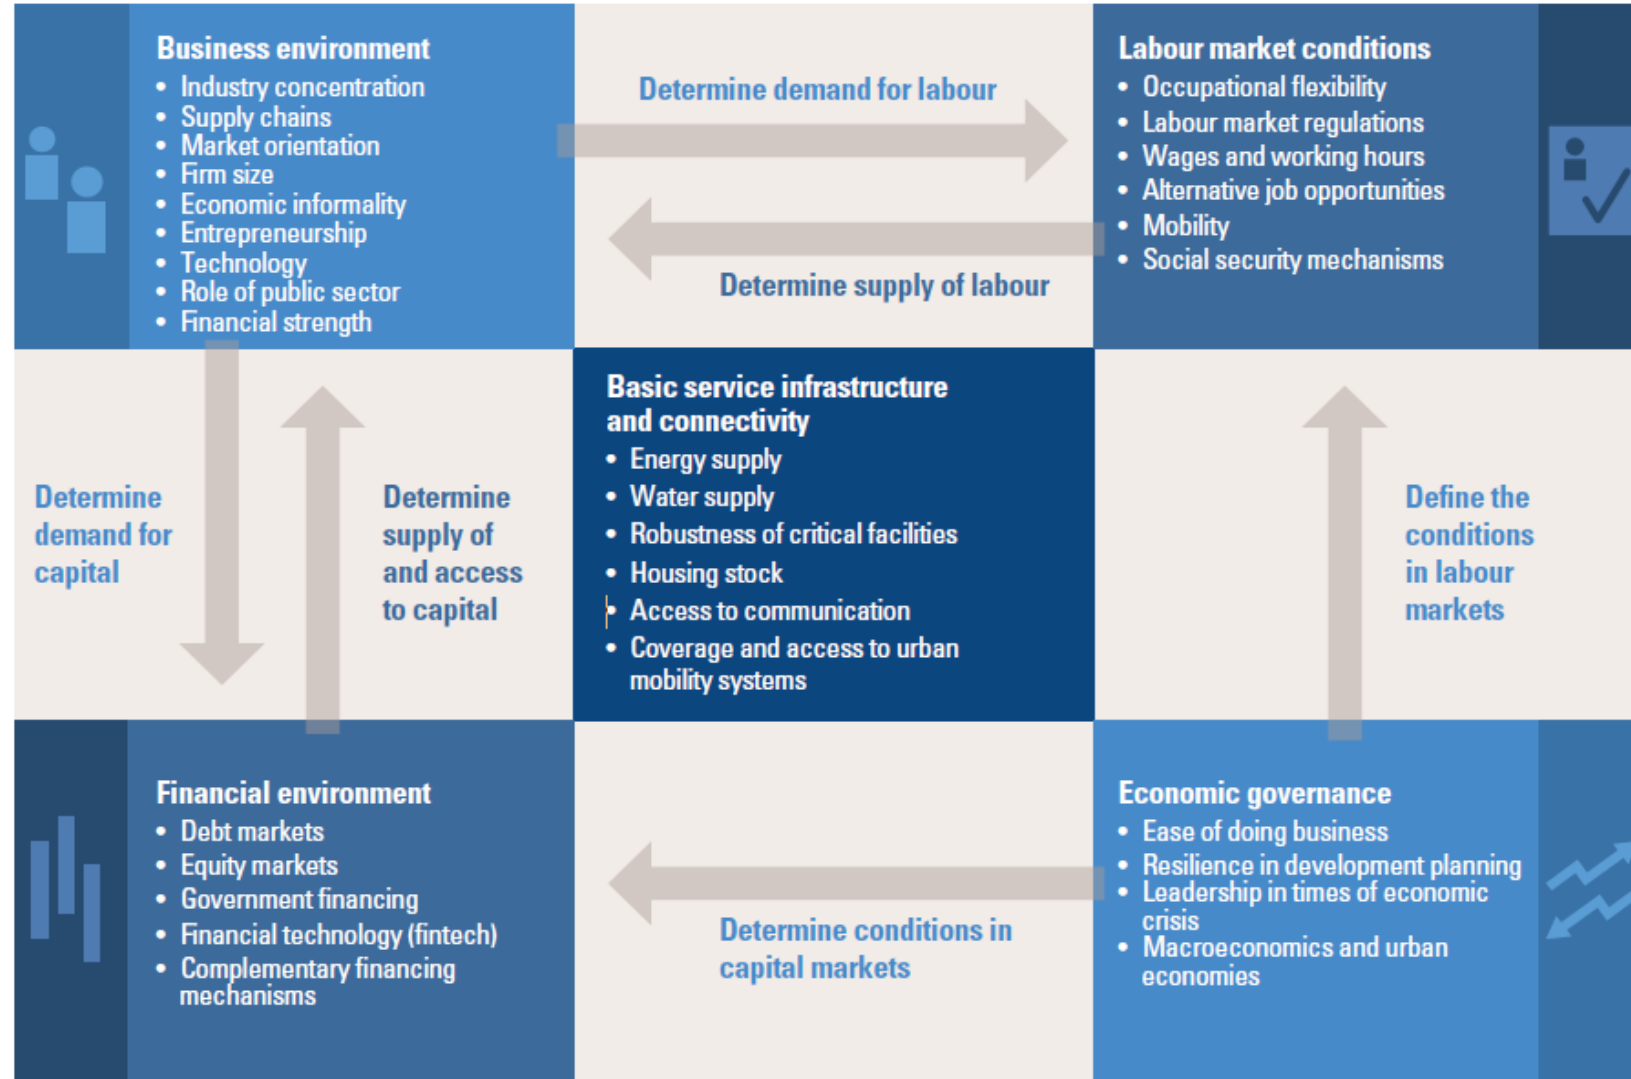 Business environment
• Industry concentration
• Supply chains
• Market orientation
• Firm size
• Economic informality
• Entrepreneurship
• Technology
• Role of public sector
• Financial strength
Determine demand for labour
Determine supply of labour
Labour market conditions
• Occupational flexibility
• Labour market regulations
• Wages and working hours
• Alternative job opportunities
• Mobility
• Social security mechanisms
Determine
demand for
capital
Determine
supply of
and access
to capital
Basic service infrastructure
and connectivity
• Energy supply
• Water supply
• Robustness of critical facilities
• Housing stock
• Access to communication
• Coverage and access to urban
mobility systems
Define the
conditions
in labour
markets
Financial environment
• Debt markets
• Equity markets
• Government financing
• Financial technology (fintech)
• Complementary financing
mechanisms
Determine conditions in
capital markets
Economic governance
• Ease of doing business
• Resilience in development planning
• Leadership in times of economic
crisis
• Macroeconomics and urban
economies